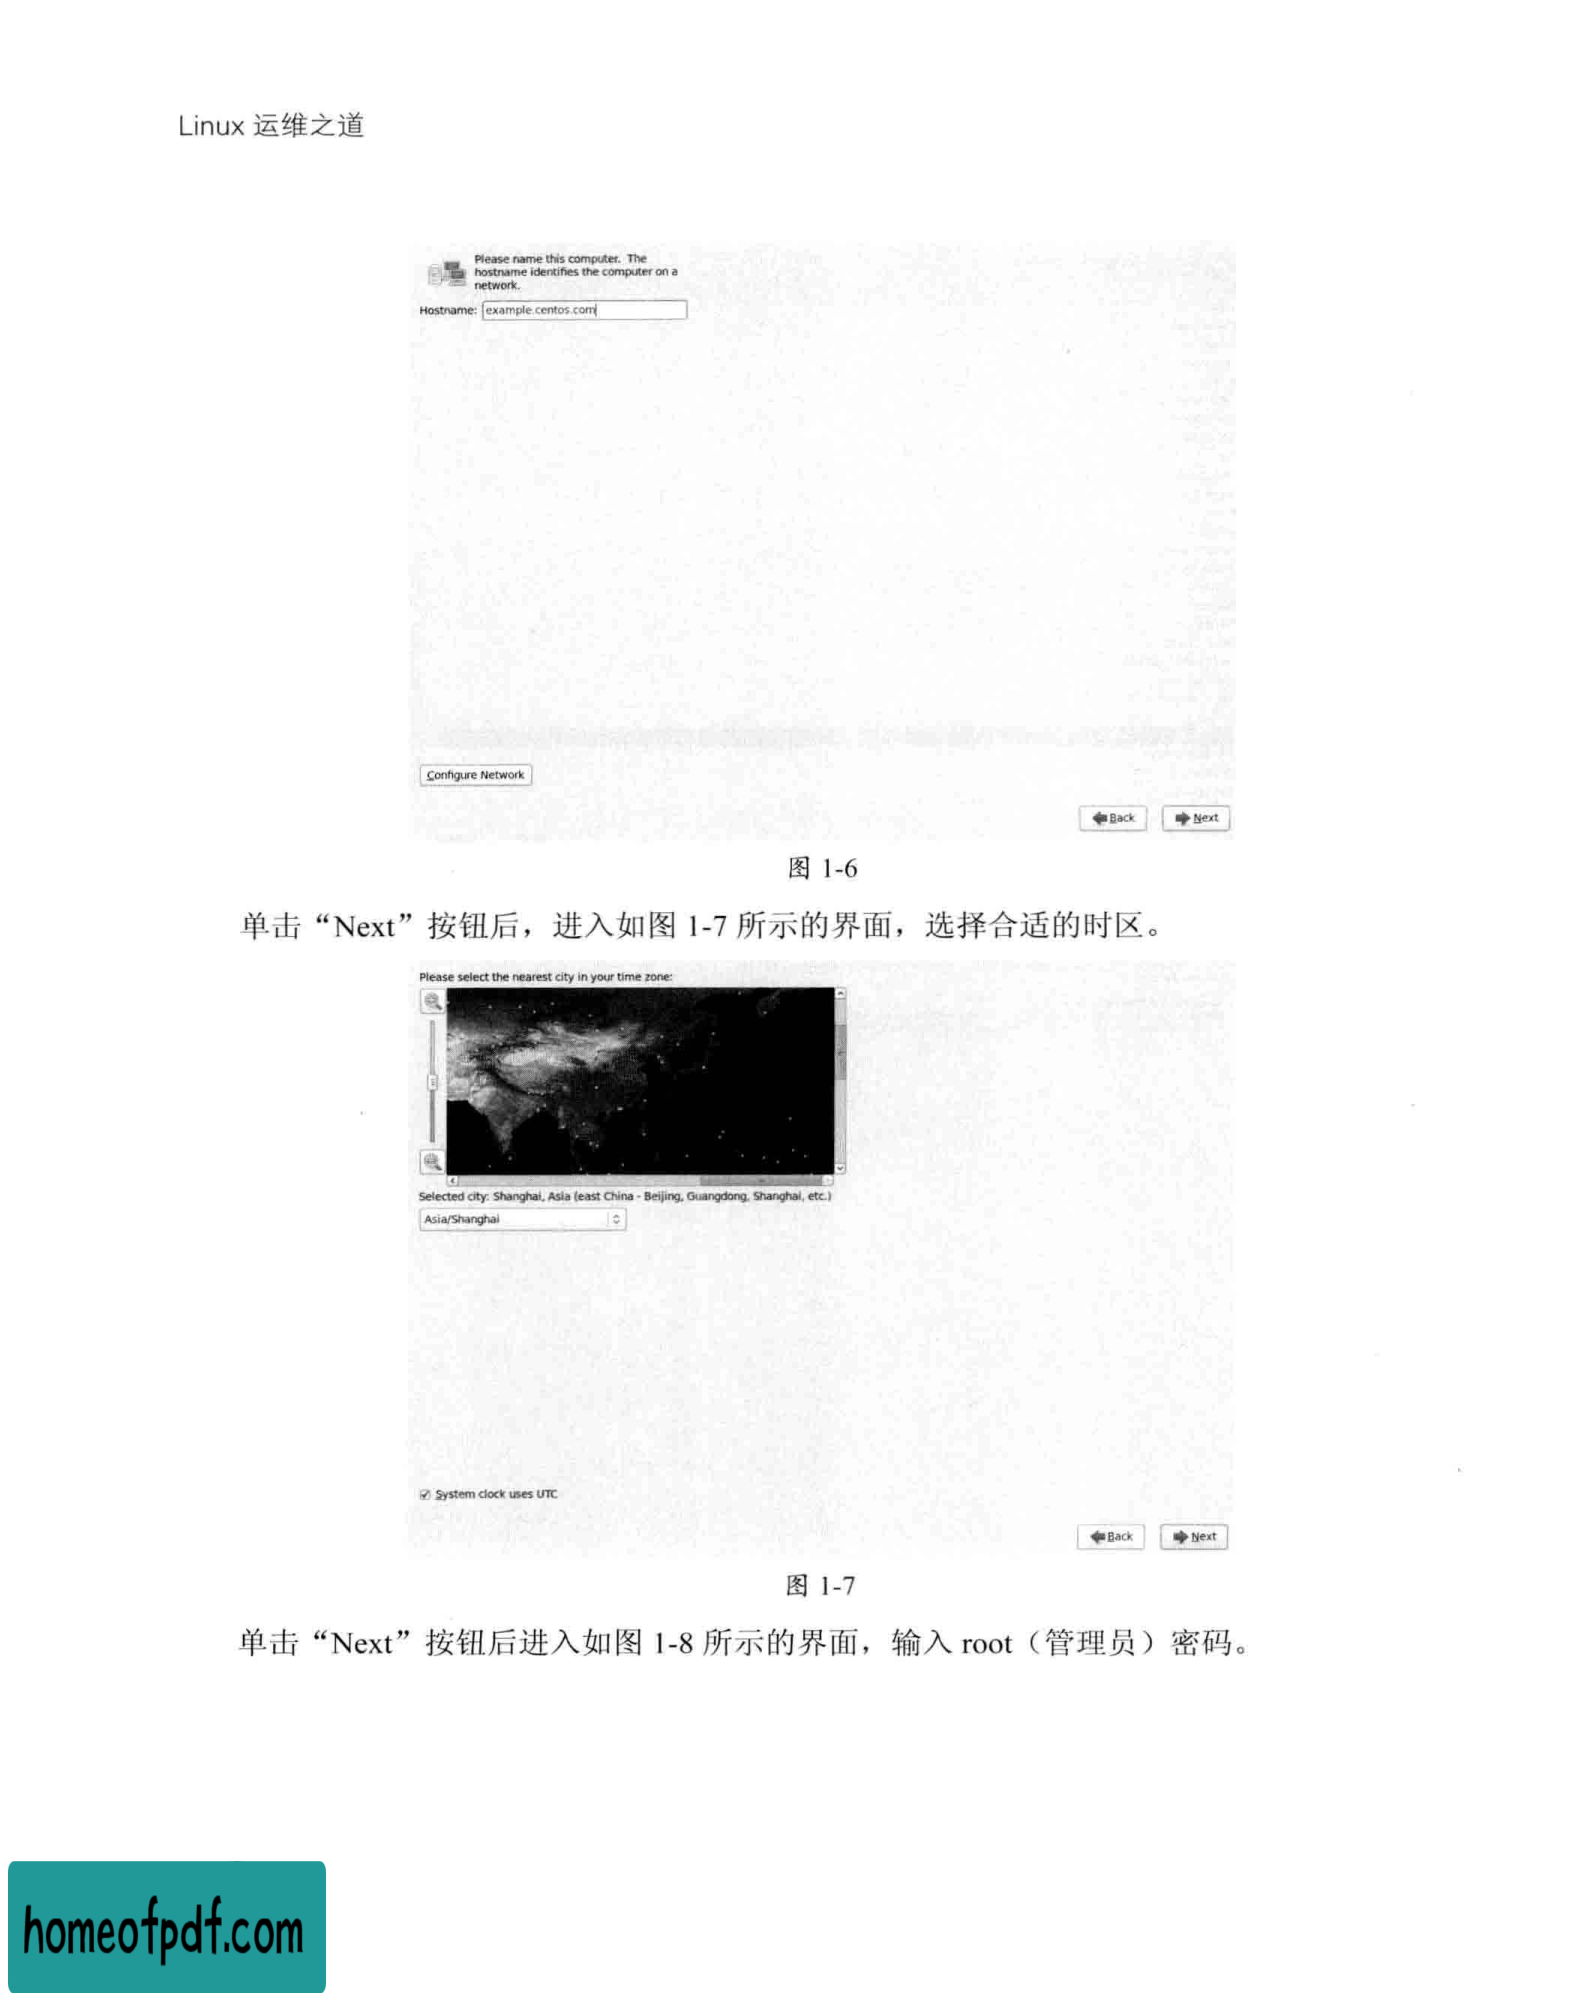 Linux 运维之道
Please name this computer. The
hostname identifies the computer on a
network.
Hostname: example.centos.com
Configure Network
Back Next
图 1-6
单击“Next”按钮后，进入如图 1-7 所示的界面，选择合适的时区。
Please select the nearest city in your time zone:
Selected city: Shanghai, Asia (east China - Beijing, Guangdong, Shanghai, etc.)
Asia/Shanghai
System clock uses UTC
Back Next
图 1-7
单击“Next”按钮后进入如图 1-8 所示的界面，输入 root（管理员）密码。
homeofpdf.com